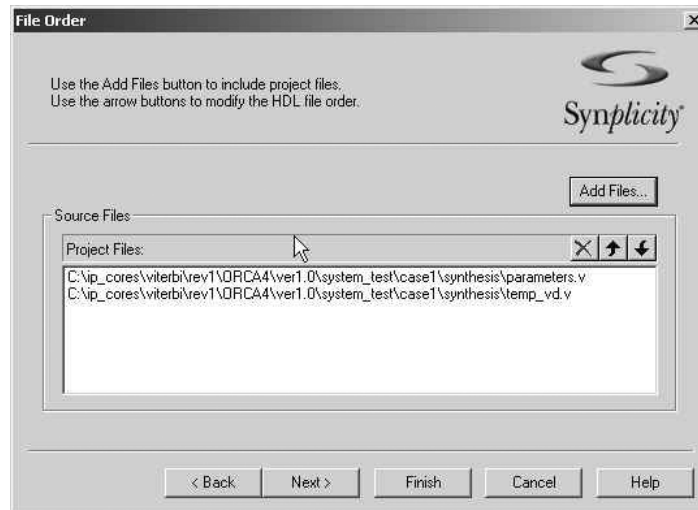 File Order
Use the Add Files button to include project files.
Use the arrow buttons to modify the HDL file order.
Synplicity®
Add Files...
Source Files
Project Files:
C:\ip_cores\viterbi\rev1\ORCA4\ver1.0\system_test\case1\synthesis\parameters.v
C:\ip_cores\viterbi\rev1\ORCA4\ver1.0\system_test\case1\synthesis\temp_vd.v
< Back
Next >
Finish
Cancel
Help